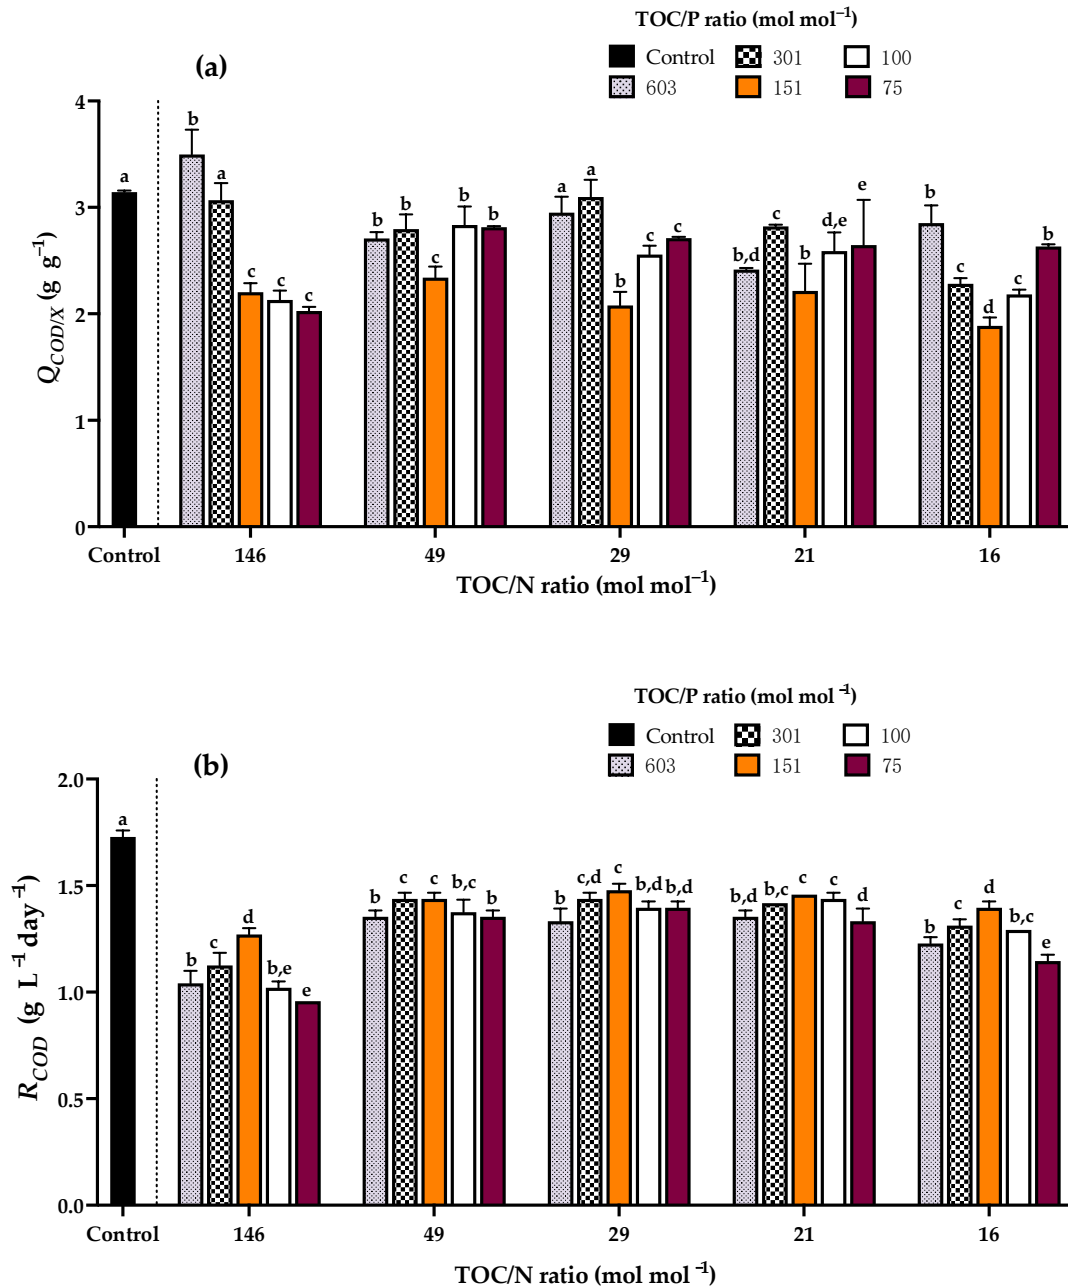 TOC/P ratio (mol mol⁻¹)
(a)
Control 301 100
603 151 75
Q_COD/X (g g⁻¹)
4
3
2
1
0
a
b a c c c
b b c b b
a a b c c
b,d c b d,e e
b c d c b
Control 146 49 29 21 16
TOC/N ratio (mol mol⁻¹)
TOC/P ratio (mol mol⁻¹)
(b)
Control 301 100
603 151 75
R_COD (g L⁻¹day⁻¹)
2.0
1.5
1.0
0.5
0.0
a
b c d b,e e
b c c b,c b
b c,d c b,d b,d
b,d b,c c c d
b c d b,c e
Control 146 49 29 21 16
TOC/N ratio (mol mol⁻¹)